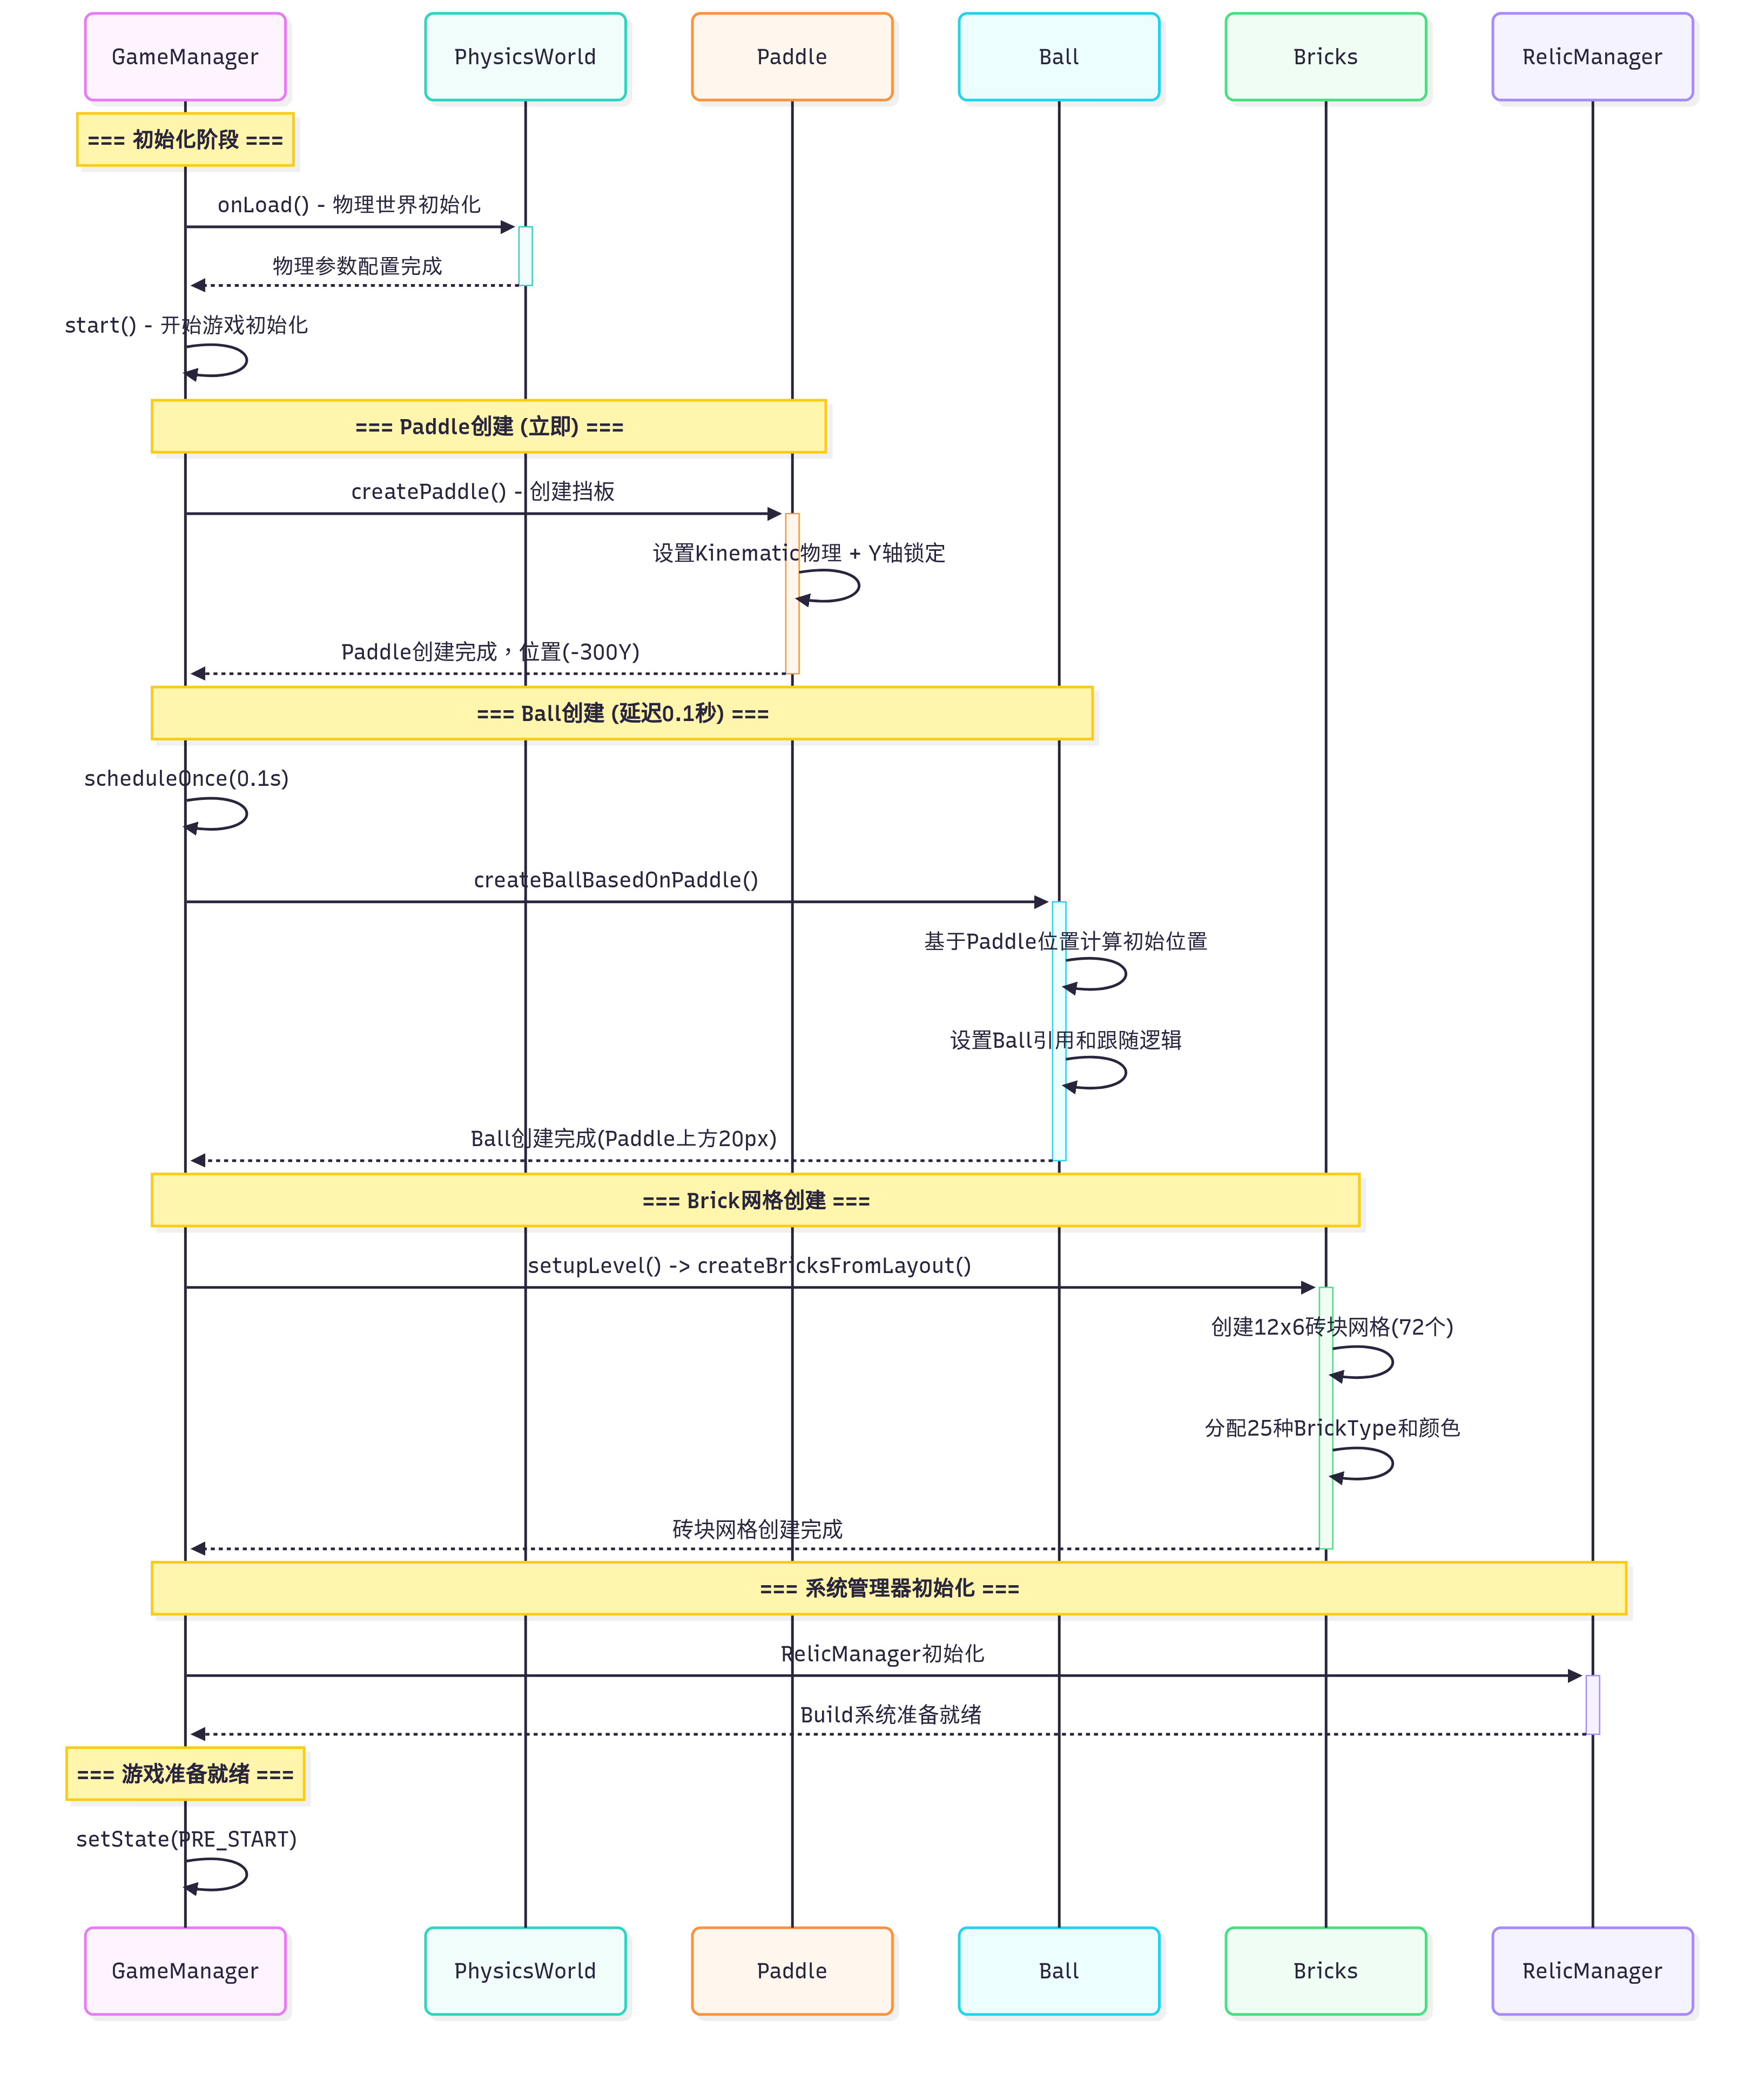 GameManager
PhysicsWorld
Paddle
Ball
Bricks
RelicManager
=== 初始化阶段 ===
onLoad() - 物理世界初始化
物理参数配置完成
start() - 开始游戏初始化
=== Paddle创建 (立即) ===
createPaddle() - 创建挡板
设置Kinematic物理 + Y轴锁定
Paddle创建完成，位置(-300Y)
=== Ball创建 (延迟0.1秒) ===
scheduleOnce(0.1s)
createBallBasedOnPaddle()
基于Paddle位置计算初始位置
设置Ball引用和跟随逻辑
Ball创建完成(Paddle上方20px)
=== Brick网格创建 ===
setupLevel() -> createBricksFromLayout()
创建12x6砖块网格(72个)
分配25种BrickType和颜色
砖块网格创建完成
=== 系统管理器初始化 ===
RelicManager初始化
Build系统准备就绪
=== 游戏准备就绪 ===
setState(PRE_START)
GameManager
PhysicsWorld
Paddle
Ball
Bricks
RelicManager